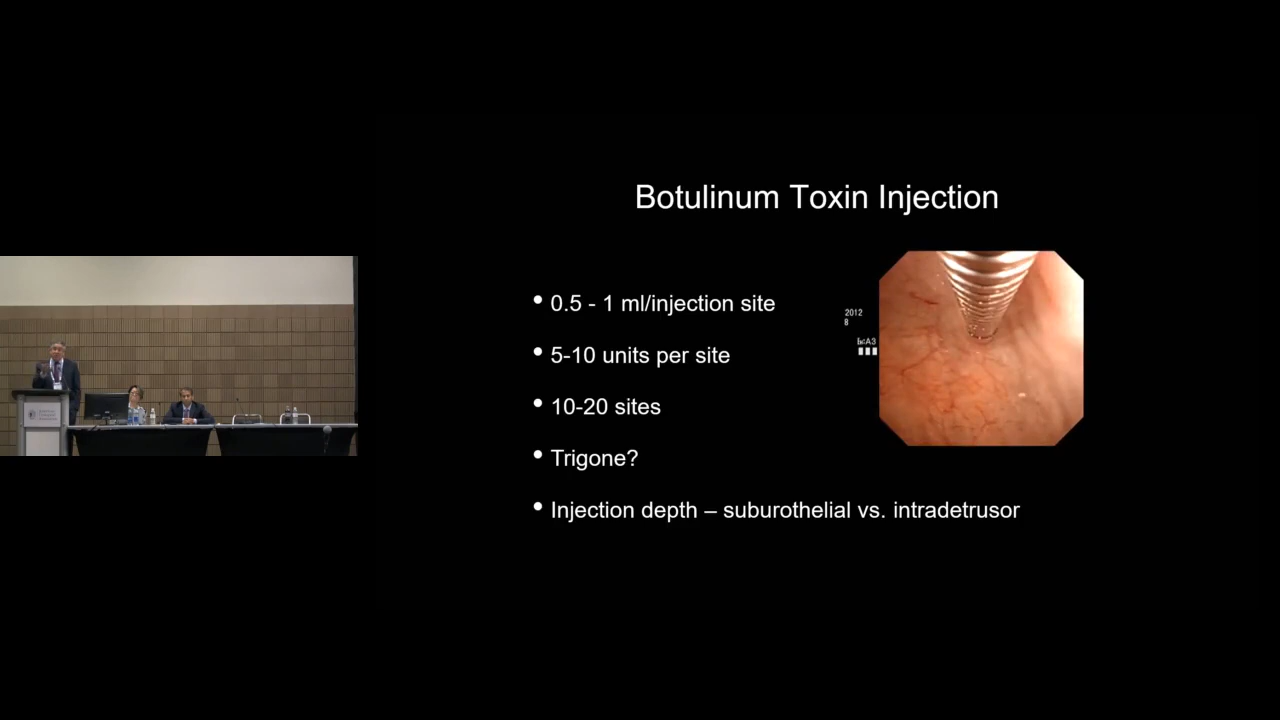 Botulinum Toxin Injection
• 0.5 - 1 ml/injection site
• 5-10 units per site
• 10-20 sites
• Trigone?
• Injection depth – suburothelial vs. intradetrusor
2012
8